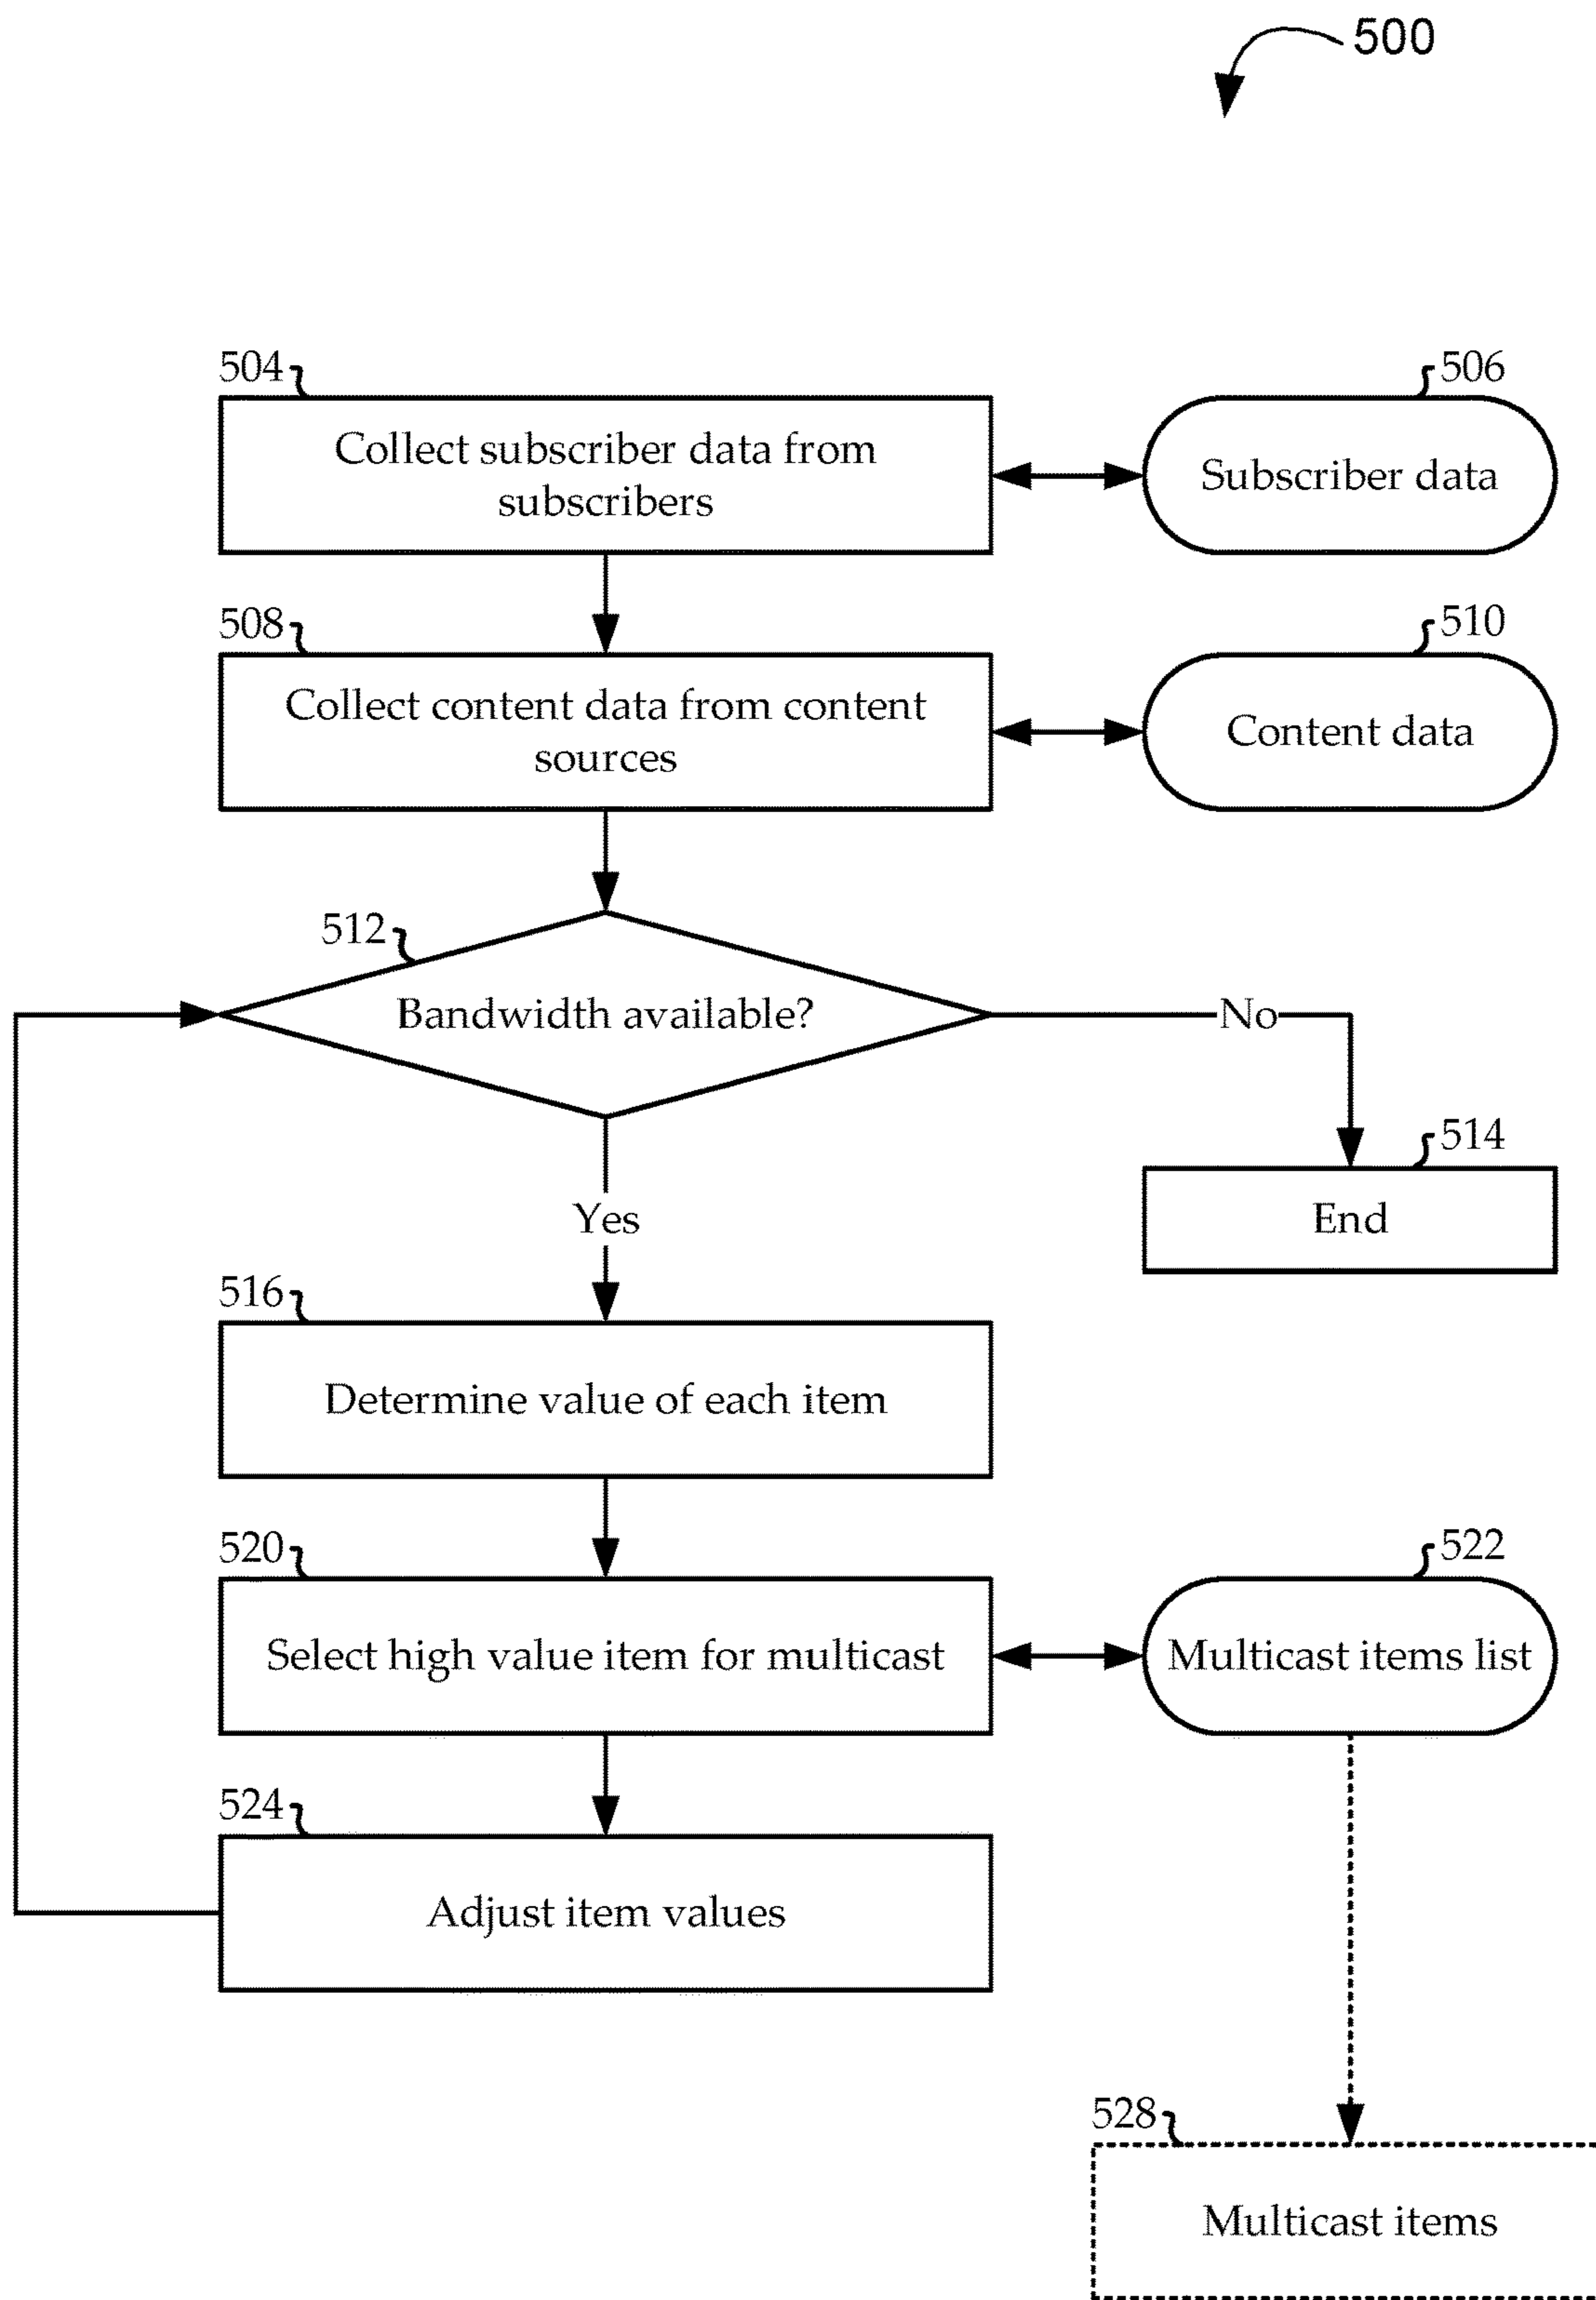 500
504
506
Collect subscriber data from
subscribers
Subscriber data
508
510
Collect content data from content
sources
Content data
512
Bandwidth available?
No
514
End
Yes
516
Determine value of each item
520
522
Select high value item for multicast
Multicast items list
524
Adjust item values
528
Multicast items